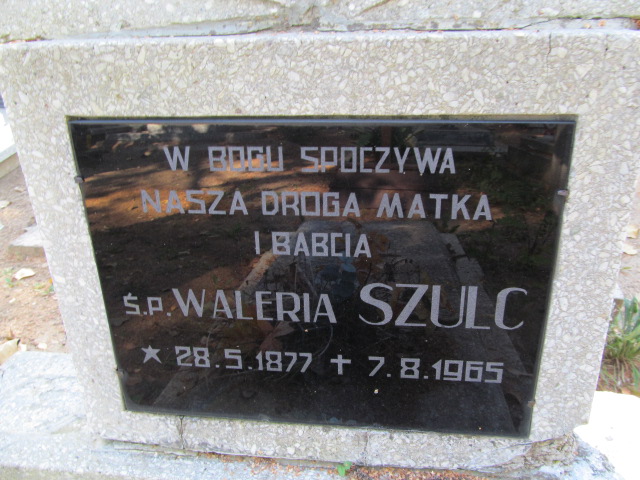 W BOGU SPOCZYWA
NASZA DROGA MATKA
I BABCIA
Ś.P. WALERIA SZULC
★ 28.5.1877 ✝ 7.8.1965